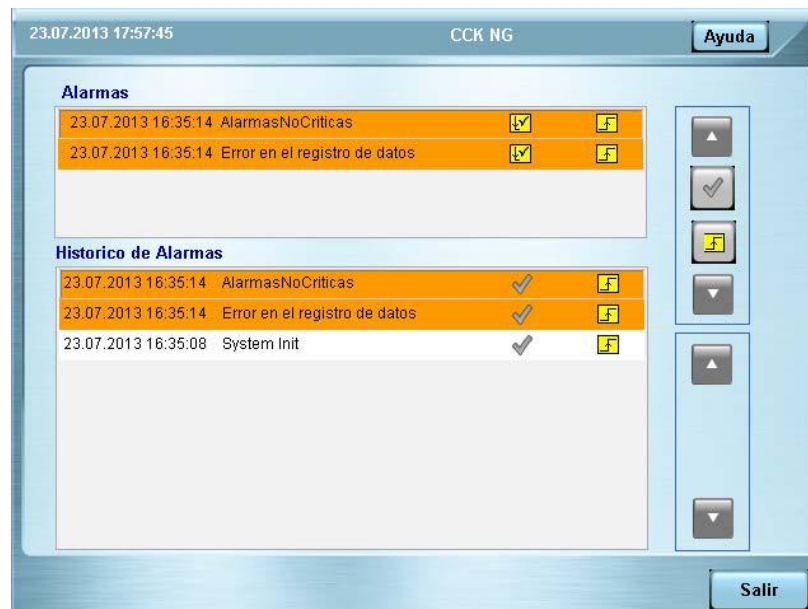 23.07.2013 17:57:45 CCK NG Ayuda
Alarmas
23.07.2013 16:35:14 AlarmasNoCriticas
23.07.2013 16:35:14 Error en el registro de datos
Historico de Alarmas
23.07.2013 16:35:14 AlarmasNoCriticas
23.07.2013 16:35:14 Error en el registro de datos
23.07.2013 16:35:08 System Init
Salir